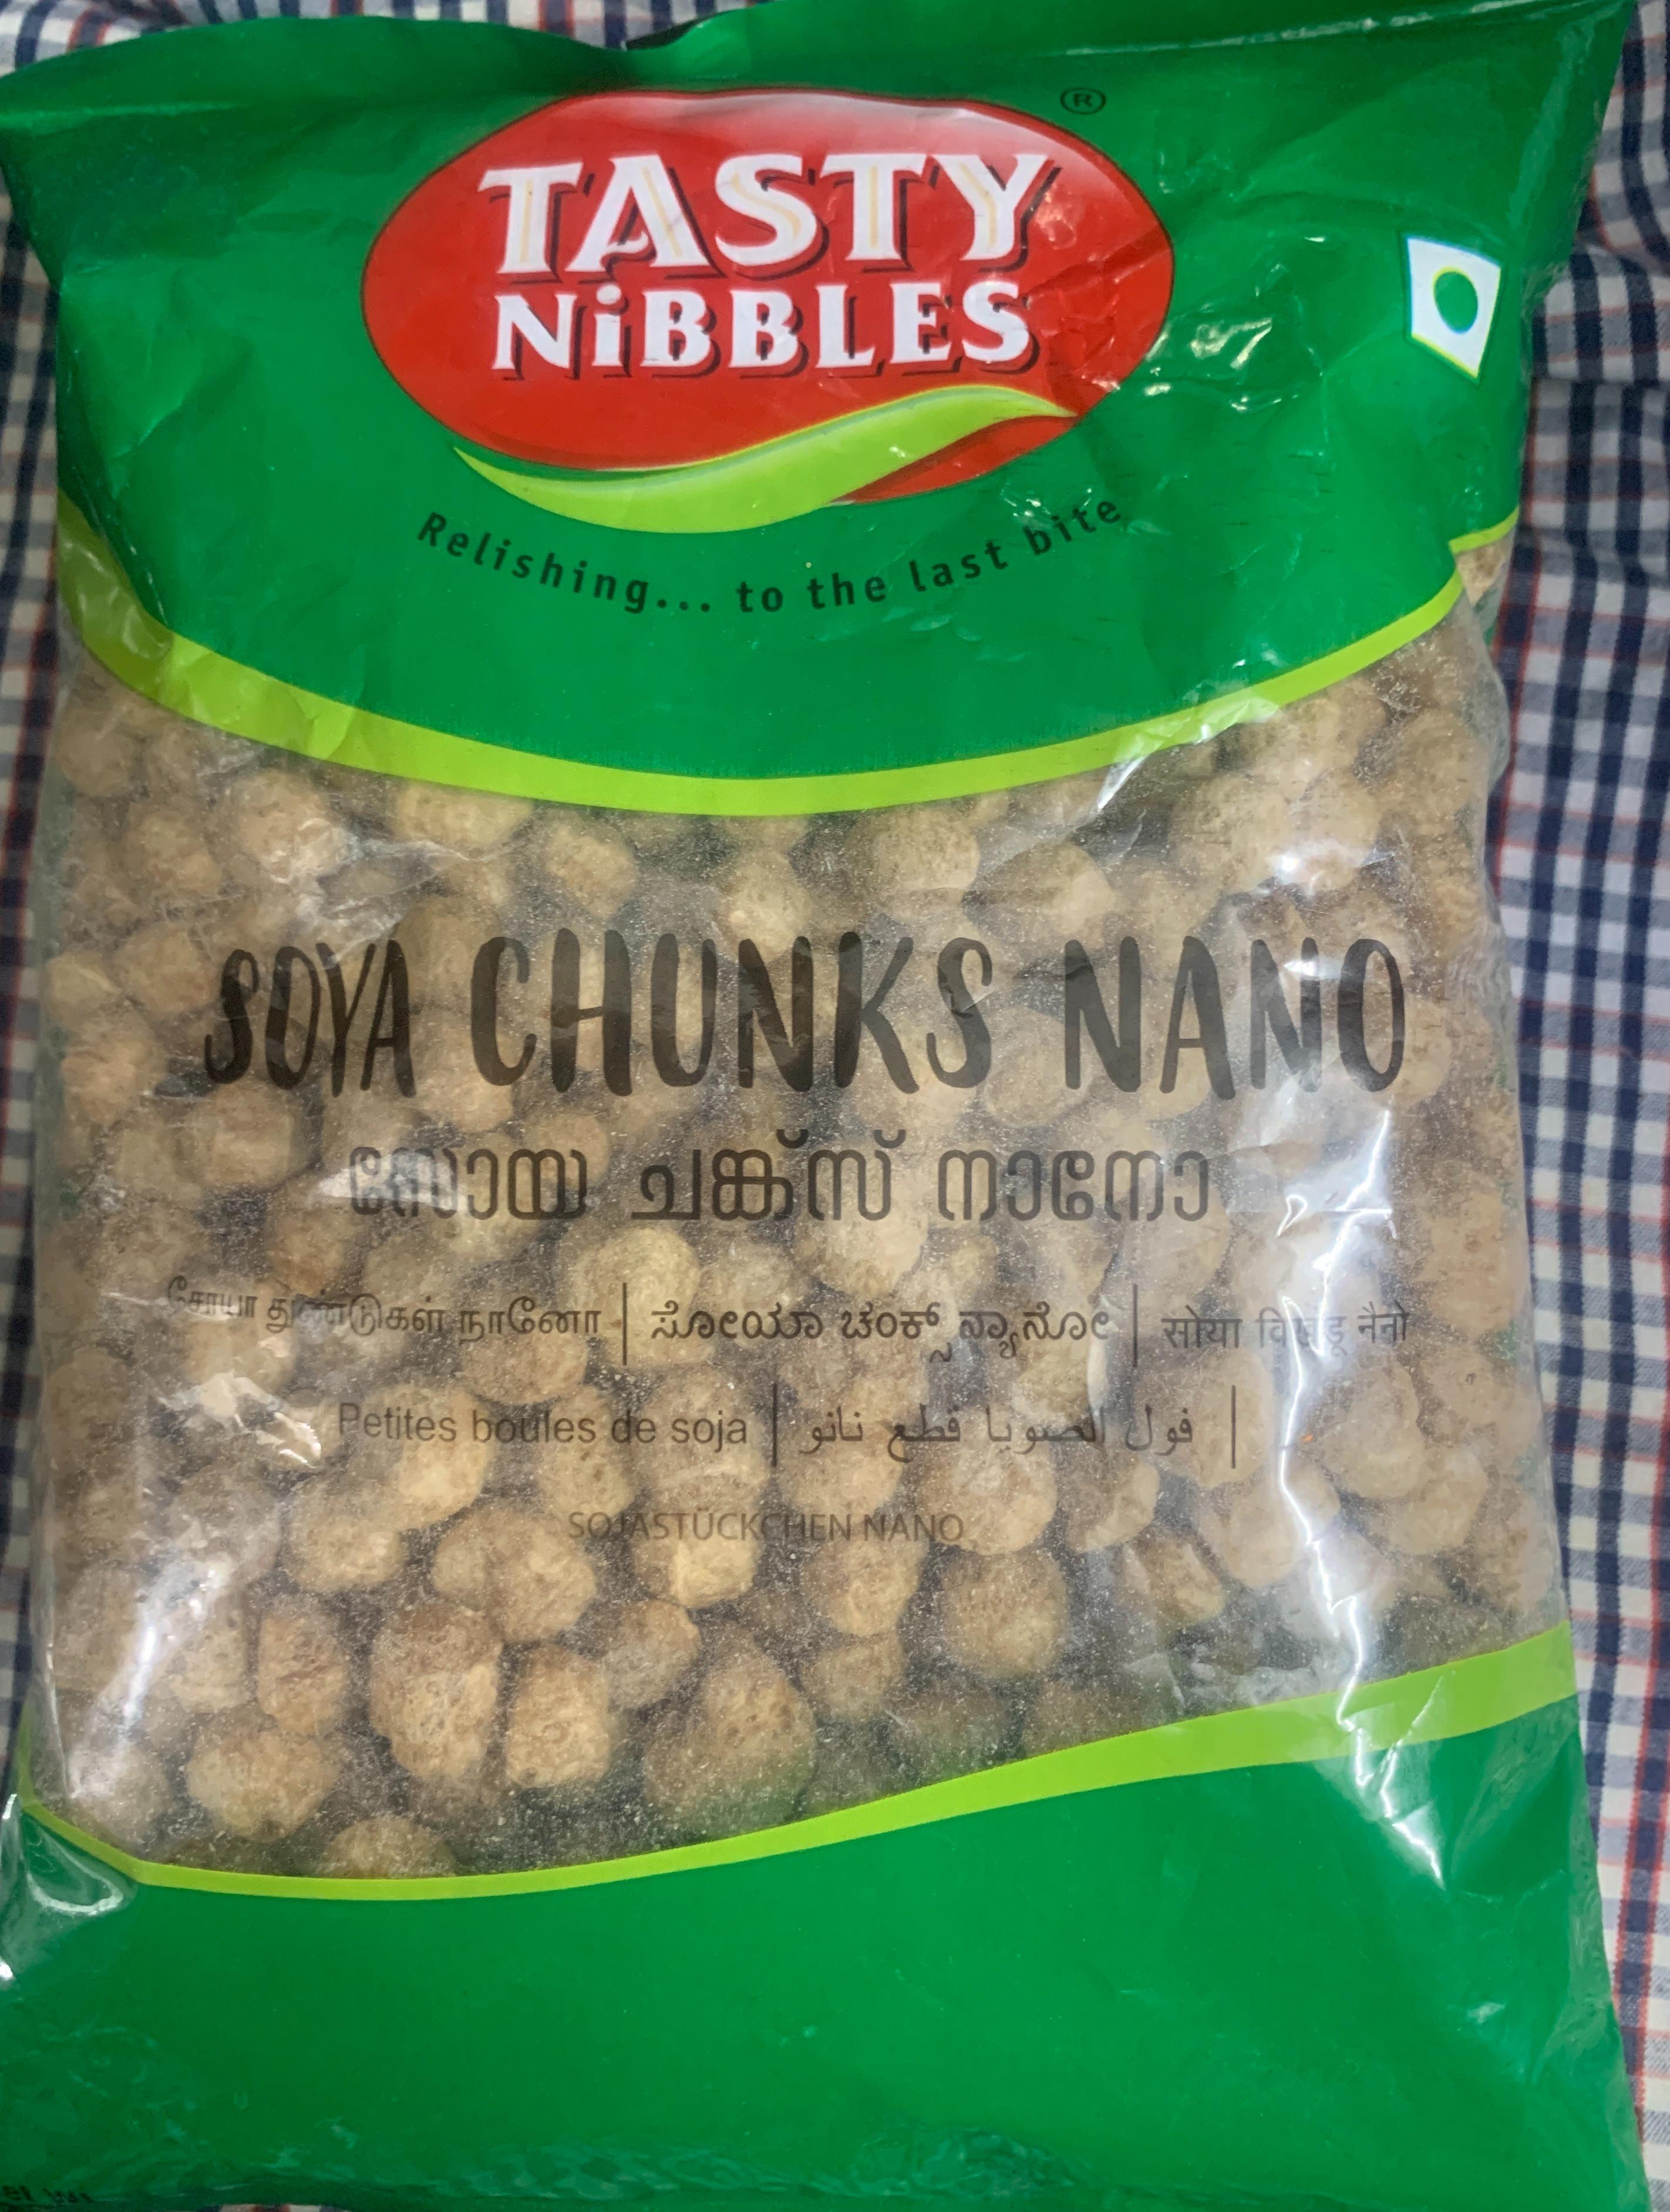 ®
TASTY
NiBBLES
Relishing... to the last bite
SOYA CHUNKS NANO
സോയ ചങ്ക്സ് നാനോ
சோயா துண்டுகள் நானோ | ಸೋಯಾ ಚಂಕ್ಸ್ ನ್ಯಾನೋ | सोया विखंडू नैनो
Petites boules de soja | فول الصويا قطع نانو |
SOJASTÜCKCHEN NANO